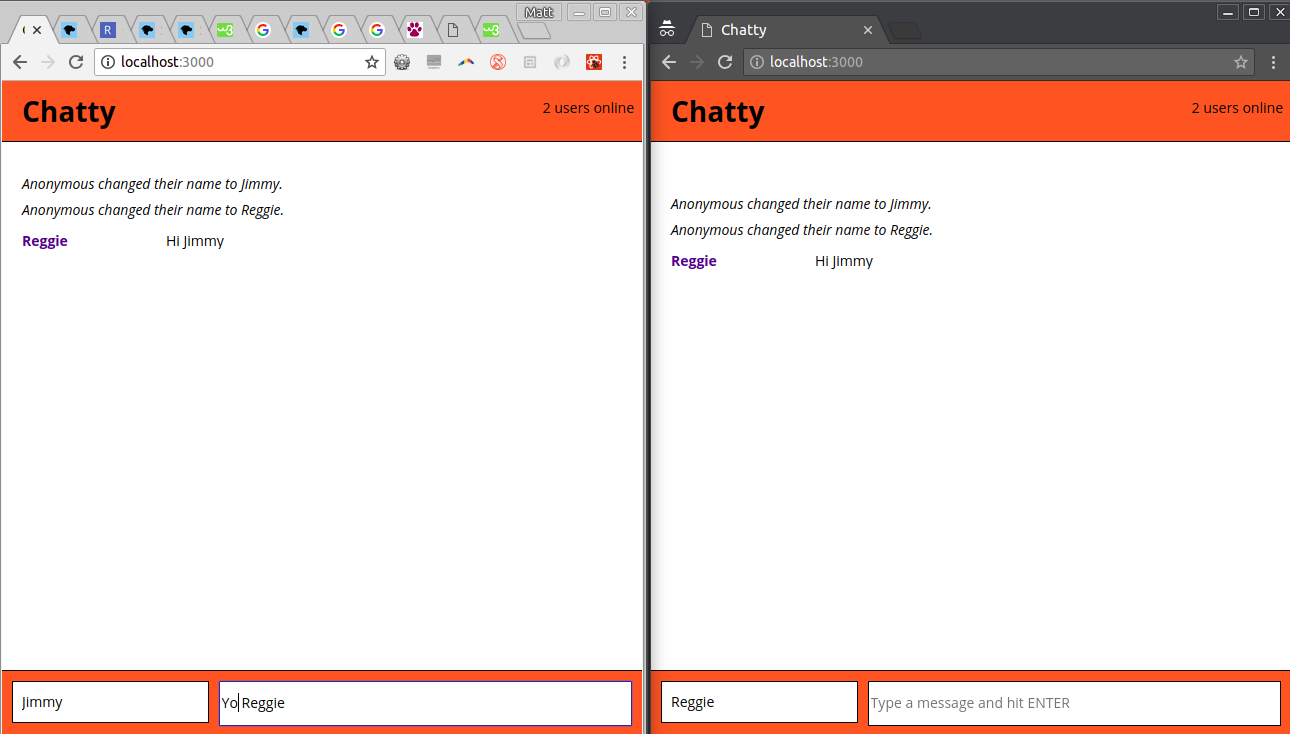 Matt
localhost:3000
Chatty
2 users online
Anonymous changed their name to Jimmy.
Anonymous changed their name to Reggie.
Reggie Hi Jimmy
Jimmy Yo Reggie
Chatty
localhost:3000
Chatty
2 users online
Anonymous changed their name to Jimmy.
Anonymous changed their name to Reggie.
Reggie Hi Jimmy
Reggie Type a message and hit ENTER